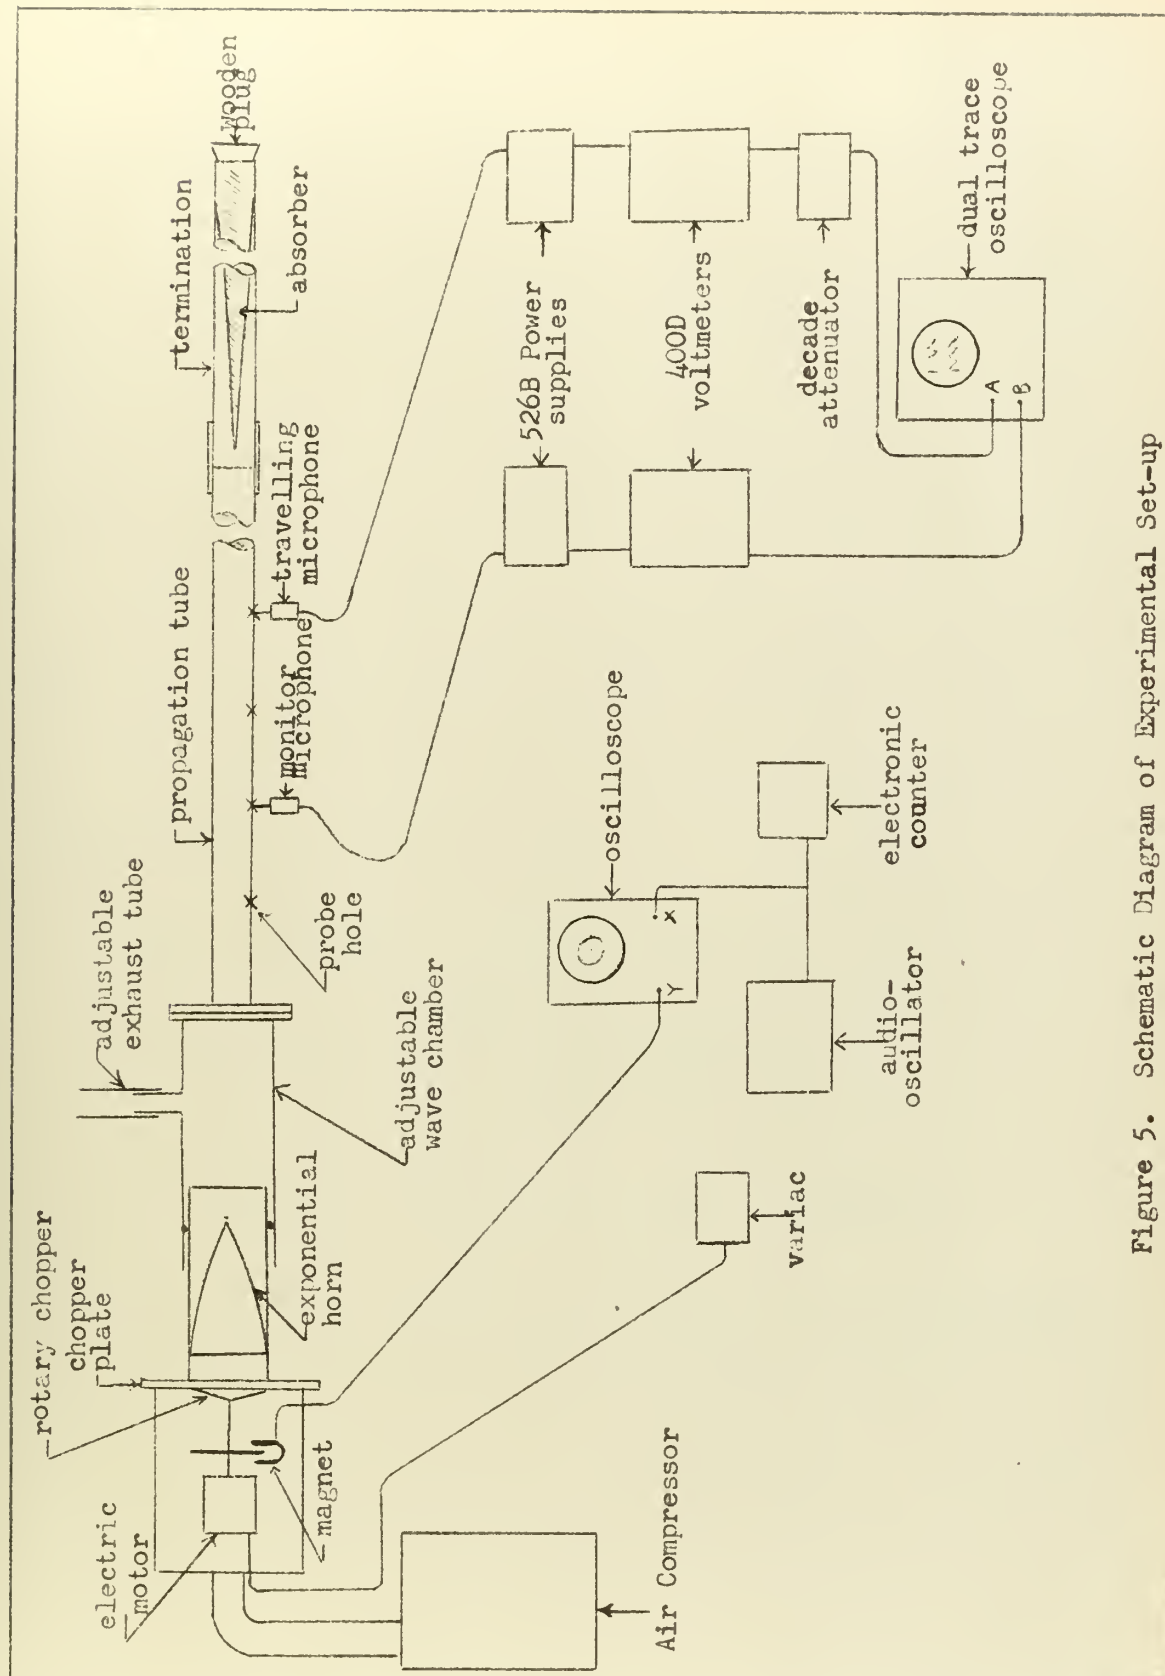 rotary chopper
chopper
plate
electric
motor
magnet
exponential
horn
adjustable
exhaust tube
adjustable
wave chamber
probe
hole
propagation tube
monitor
microphone
travelling
microphone
termination
absorber
wooden
plug
526B Power
supplies
400D
voltmeters
decade
attenuator
dual trace
oscilloscope
A
B
oscilloscope
X
Y
electronic
counter
audio-
oscillator
variac
Air Compressor
Figure 5. Schematic Diagram of Experimental Set-up